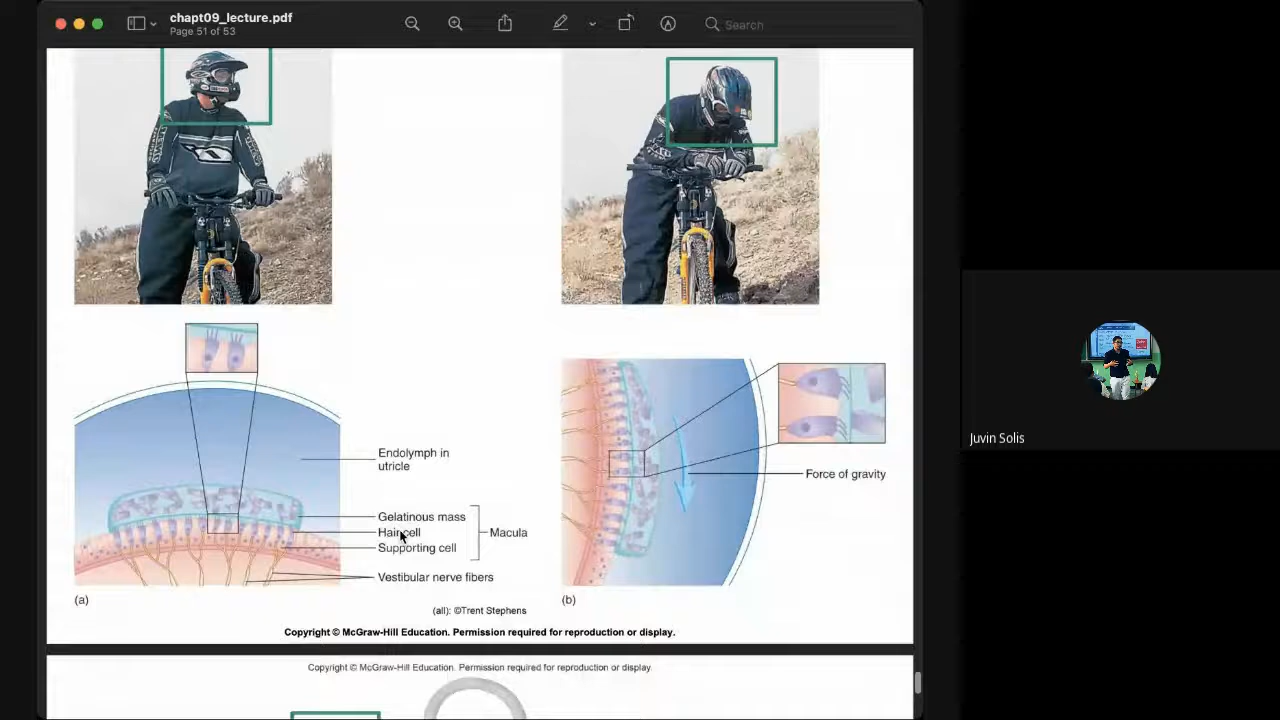 chapt09_lecture.pdf
Page 51 of 53
Search
Endolymph in
utricle
Gelatinous mass
Hair cell
Macula
Supporting cell
Vestibular nerve fibers
Force of gravity
(a)
(b)
(all): ©Trent Stephens
Copyright © McGraw-Hill Education. Permission required for reproduction or display.
Copyright © McGraw-Hill Education. Permission required for reproduction or display.
Juvin Solis